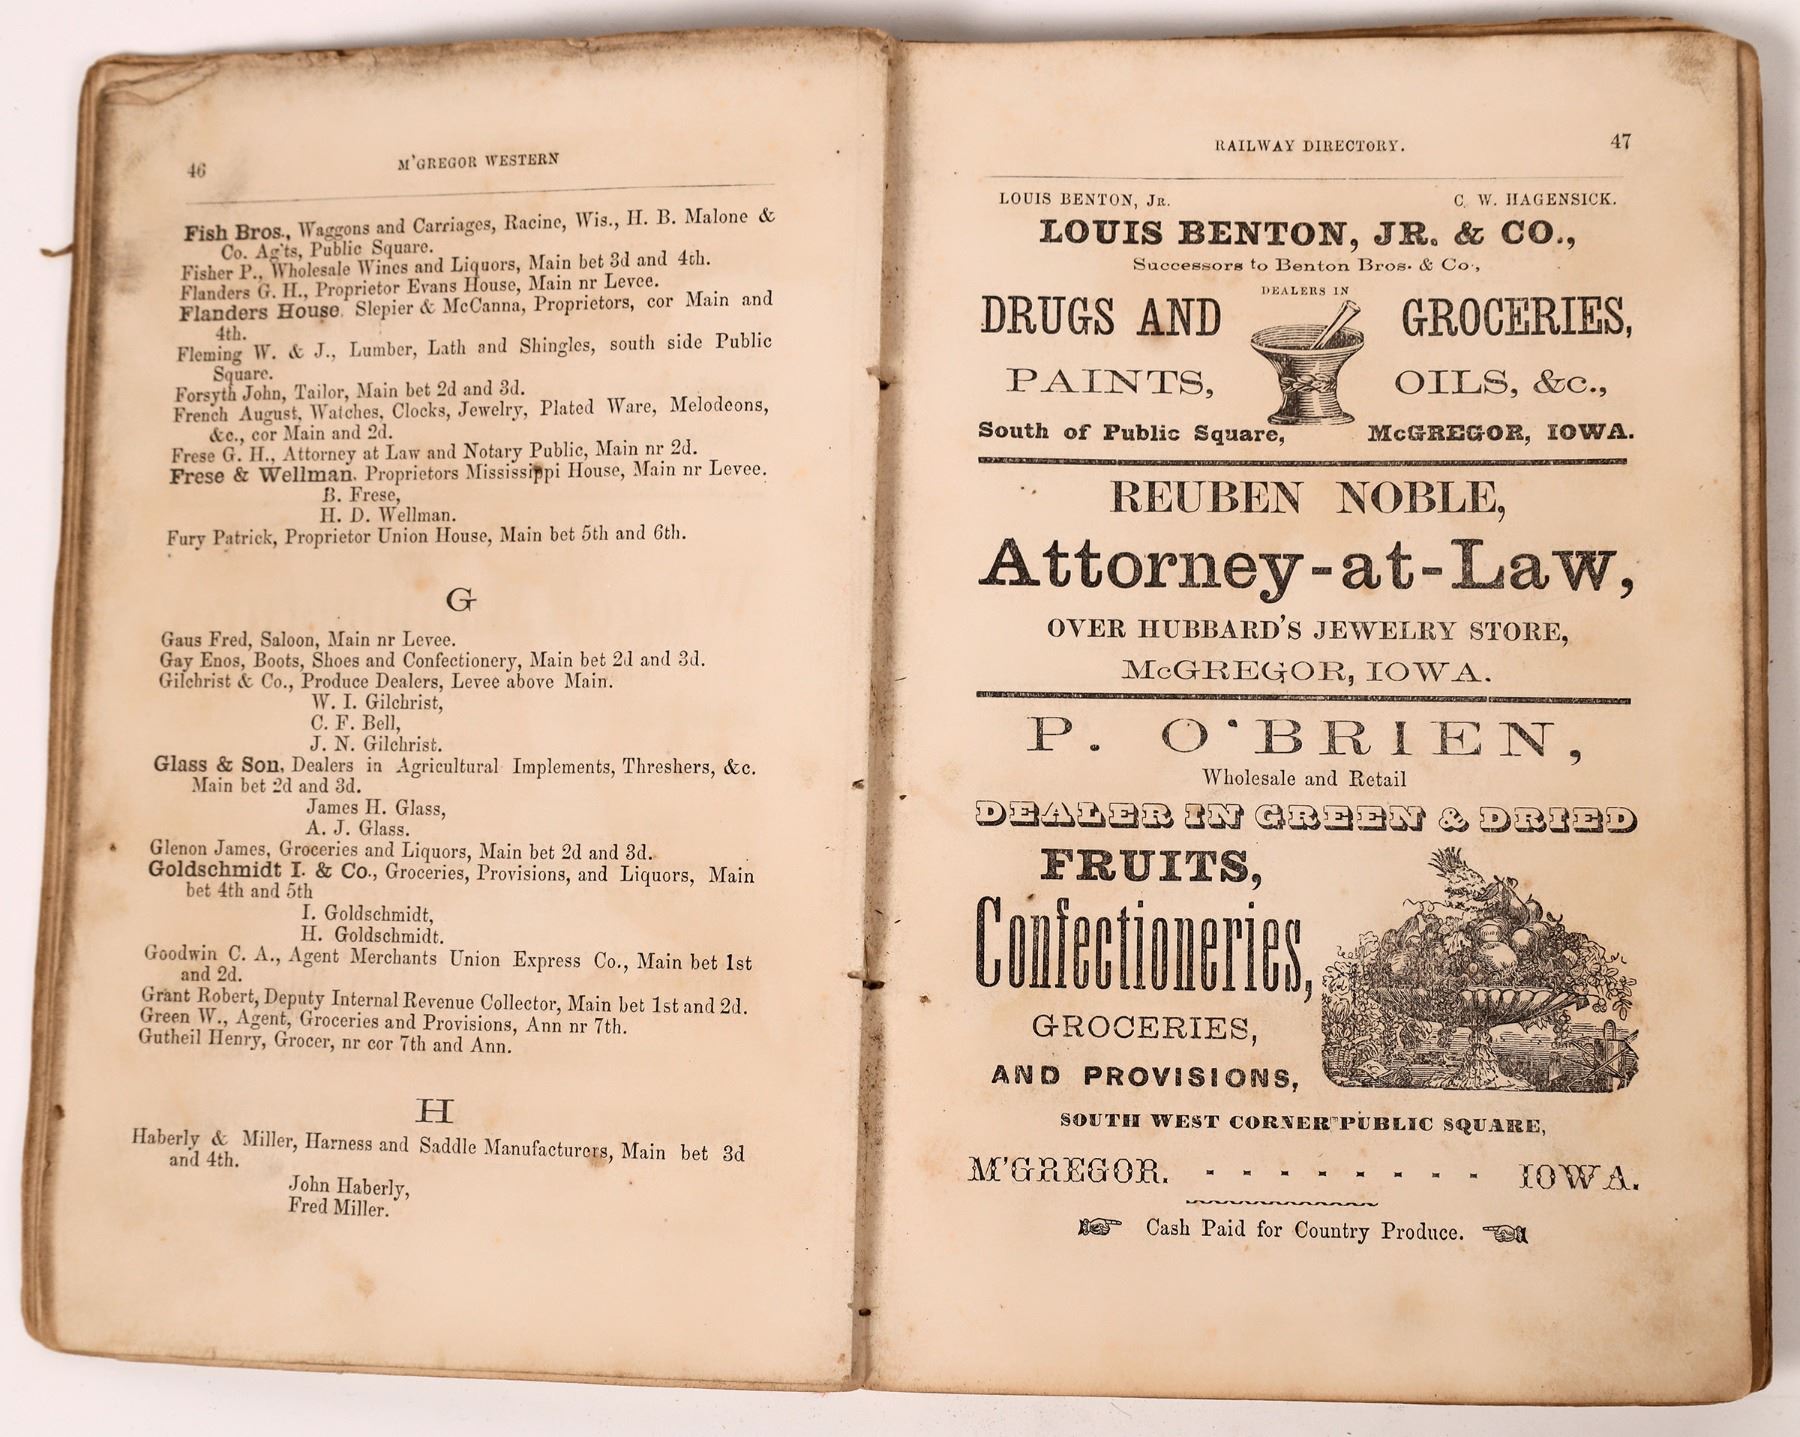 46
M'GREGOR WESTERN
Fish Bros., Waggons and Carriages, Racine, Wis., H. B. Malone &
Co. Ag'ts, Public Square.
Fisher P., Wholesale Wines and Liquors, Main bet 3d and 4th.
Flanders G. H., Proprietor Evans House, Main nr Levee.
Flanders House. Slepier & McCanna, Proprietors, cor Main and
4th.
Fleming W. & J., Lumber, Lath and Shingles, south side Public
Square.
Forsyth John, Tailor, Main bet 2d and 3d.
French August, Watches, Clocks, Jewelry, Plated Ware, Melodeons,
&c., cor Main and 2d.
Frese G. H., Attorney at Law and Notary Public, Main nr 2d.
Frese & Wellman. Proprietors Mississippi House, Main nr Levee.
B. Frese,
H. D. Wellman.
Fury Patrick, Proprietor Union House, Main bet 5th and 6th.
G
Gaus Fred, Saloon, Main nr Levee.
Gay Enos, Boots, Shoes and Confectionery, Main bet 2d and 3d.
Gilchrist & Co., Produce Dealers, Levee above Main.
W. I. Gilchrist,
C. F. Bell,
J. N. Gilchrist.
Glass & Son, Dealers in Agricultural Implements, Threshers, &c.
Main bet 2d and 3d.
James H. Glass,
A. J. Glass.
Glenon James, Groceries and Liquors, Main bet 2d and 3d.
Goldschmidt I. & Co., Groceries, Provisions, and Liquors, Main
bet 4th and 5th
I. Goldschmidt,
H. Goldschmidt.
Goodwin C. A., Agent Merchants Union Express Co., Main bet 1st
and 2d.
Grant Robert, Deputy Internal Revenue Collector, Main bet 1st and 2d.
Green W., Agent, Groceries and Provisions, Ann nr 7th.
Gutheil Henry, Grocer, nr cor 7th and Ann.
H
Haberly & Miller, Harness and Saddle Manufacturers, Main bet 3d
and 4th.
John Haberly,
Fred Miller.
RAILWAY DIRECTORY.
47
LOUIS BENTON, Jr. C. W. HAGENSICK.
LOUIS BENTON, JR. & CO.,
Successors to Benton Bros. & Co.,
DEALERS IN
DRUGS AND GROCERIES,
PAINTS, OILS, &c.,
South of Public Square, McGREGOR, IOWA.
REUBEN NOBLE,
Attorney-at-Law,
OVER HUBBARD'S JEWELRY STORE,
McGREGOR, IOWA.
P. O'BRIEN,
Wholesale and Retail
DEALER IN GREEN & DRIED
FRUITS,
Confectioneries,
GROCERIES,
AND PROVISIONS,
SOUTH WEST CORNER PUBLIC SQUARE,
M'GREGOR. - - - - - - - - IOWA.
Cash Paid for Country Produce.